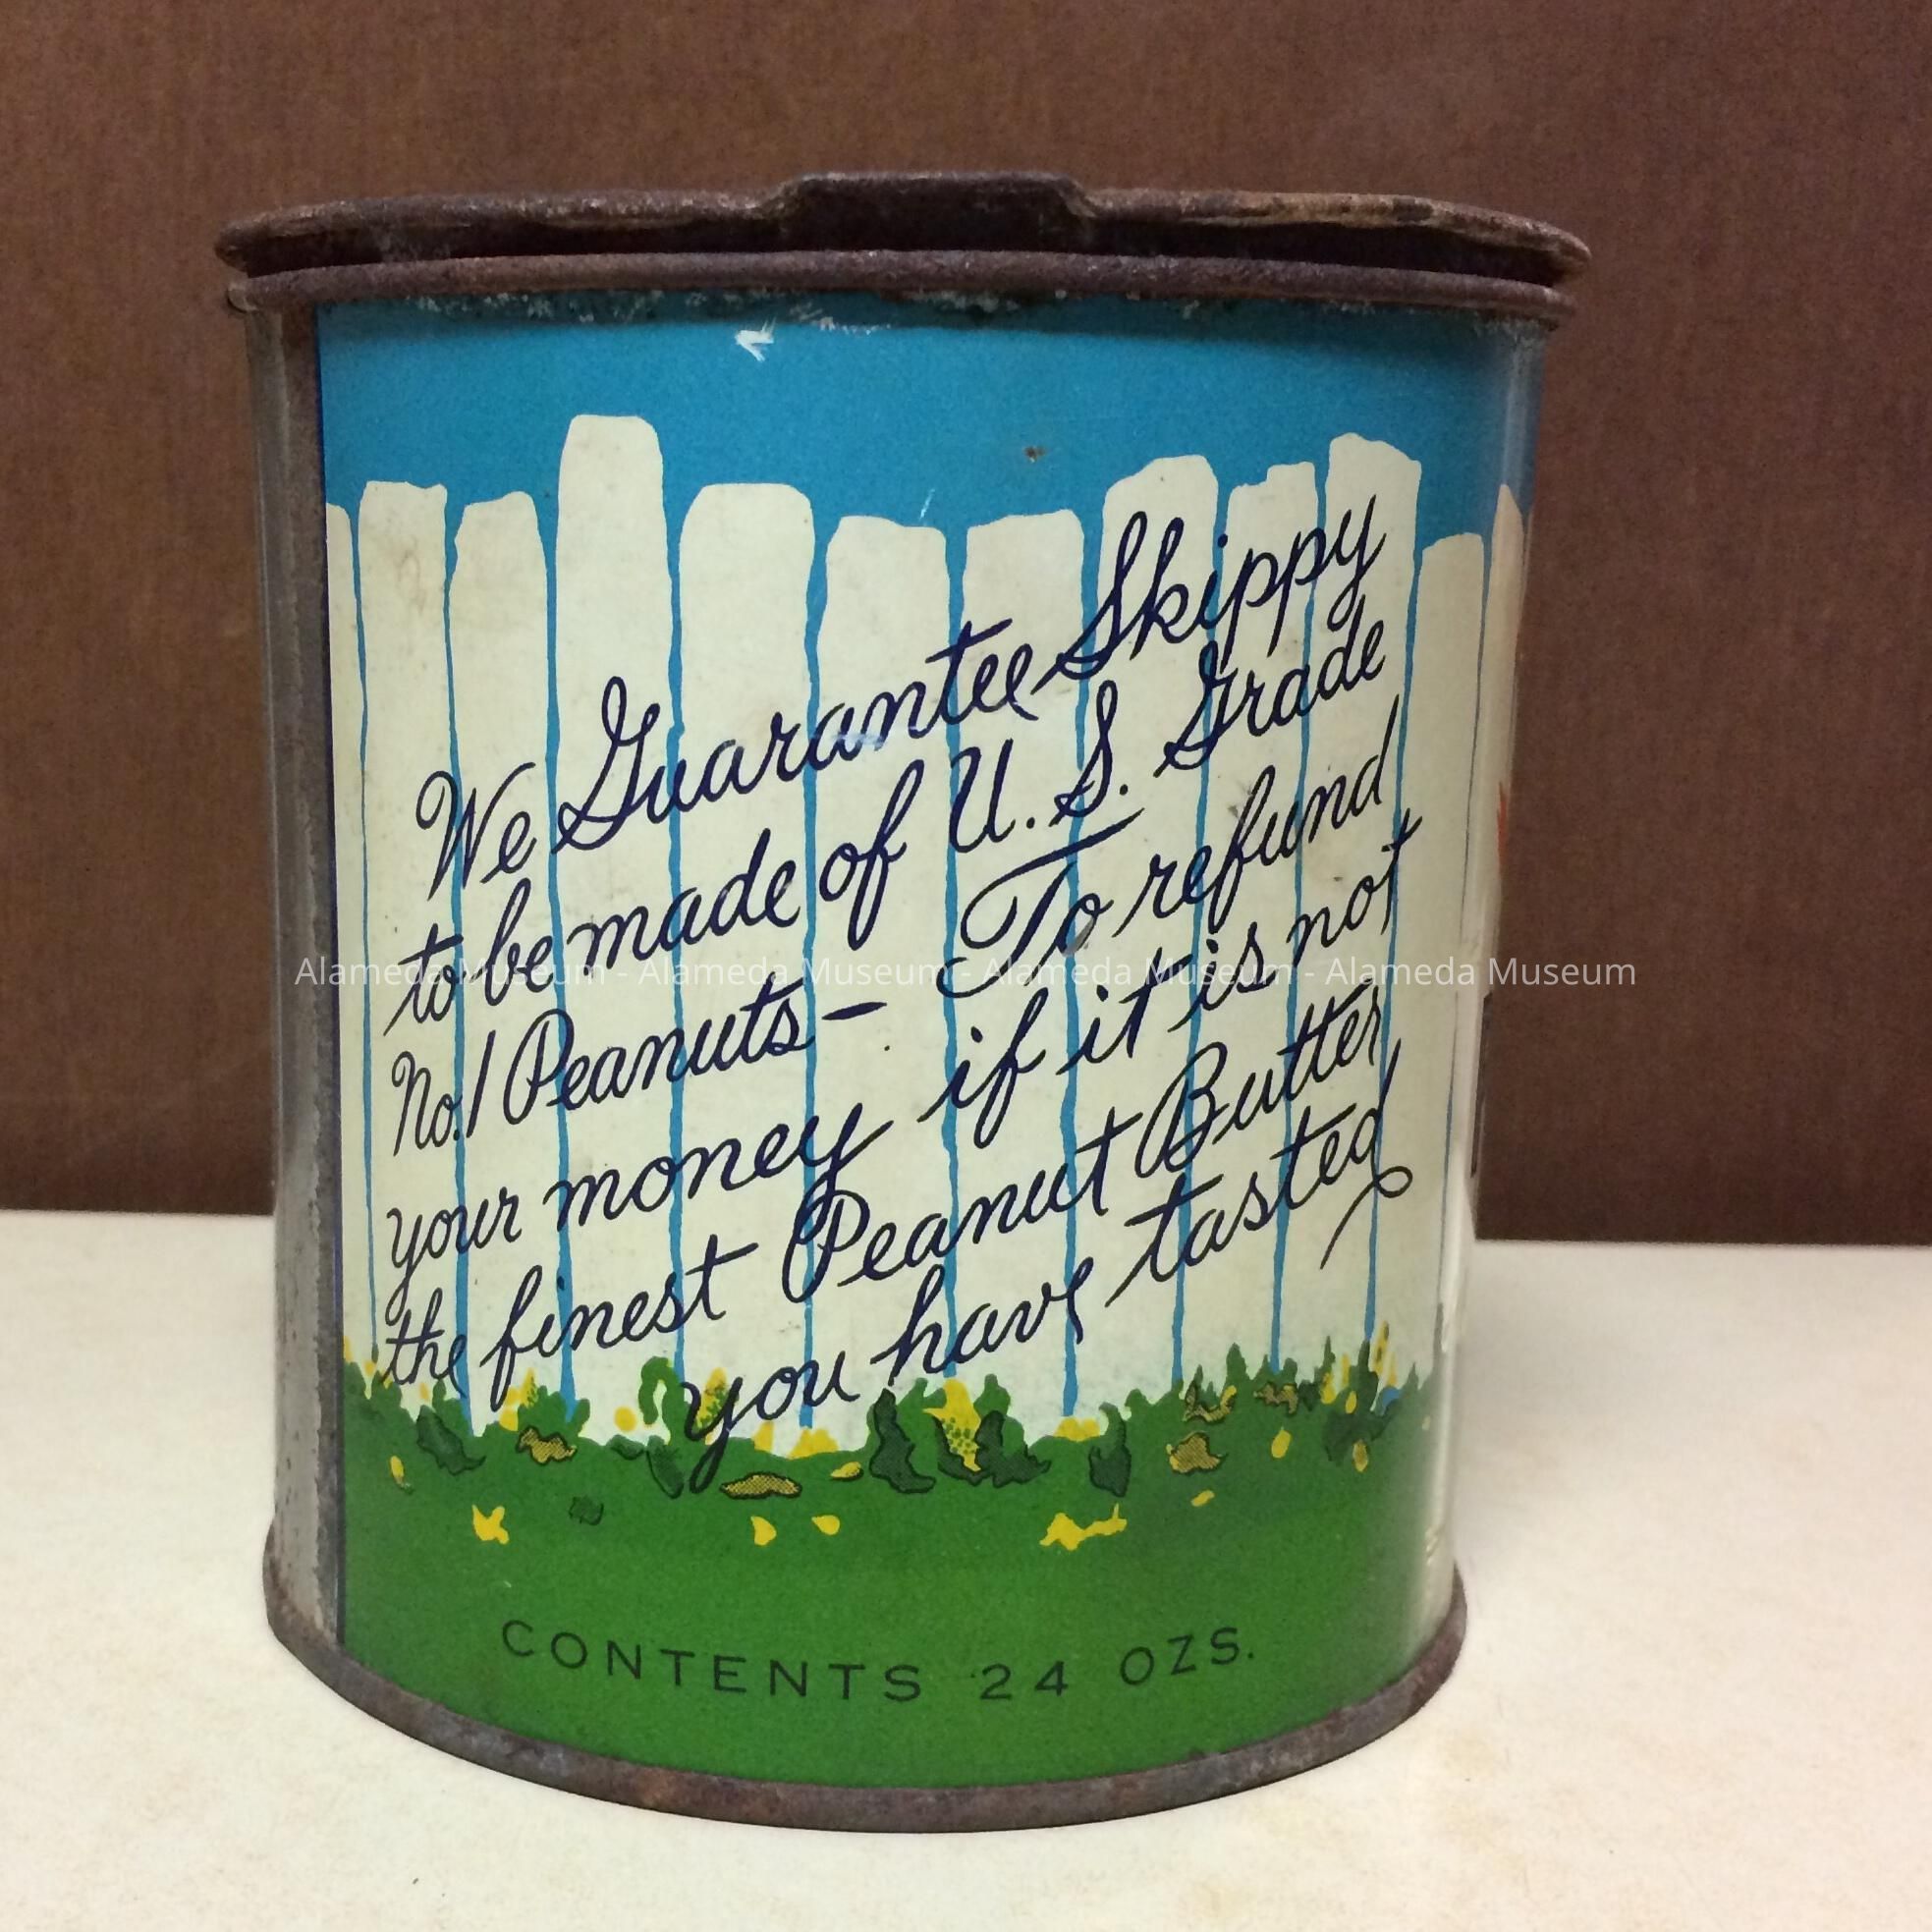 We Guarantee Skippy
to be made of U.S. Grade
No.1 Peanuts — To refund
your money if it is not
the finest Peanut Butter
you have tasted
Alameda Museum - Alameda Museum - Alameda Museum - Alameda Museum
CONTENTS 24 OZS.